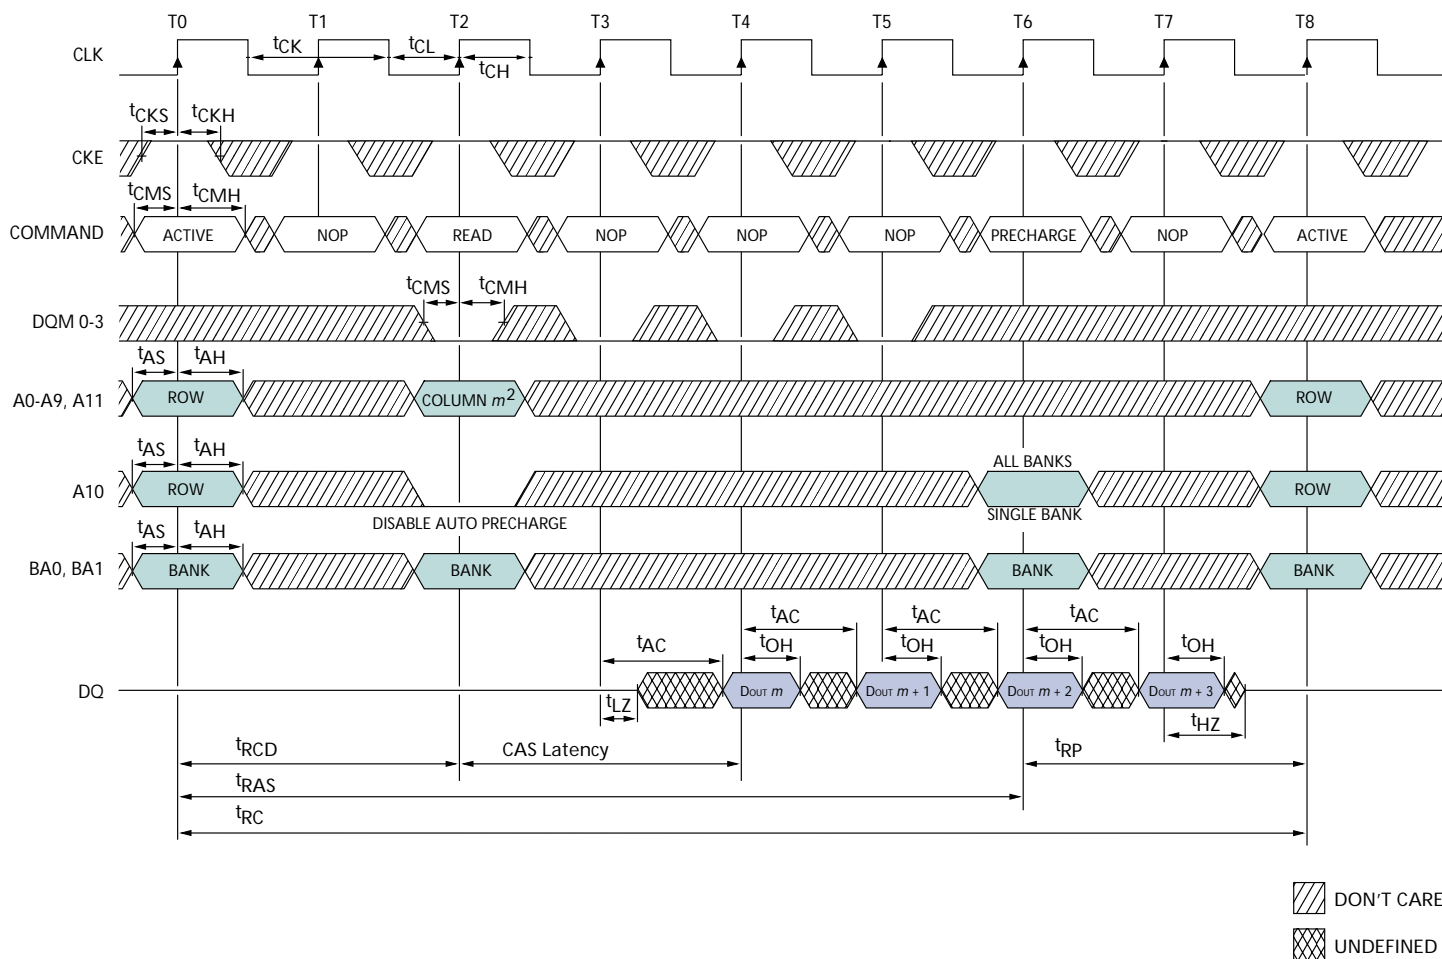 T0 T1 T2 T3 T4 T5 T6 T7 T8
CLK
tCK tCL
tCH
tCKS tCKH
CKE
tCMS tCMH
COMMAND ACTIVE NOP READ NOP NOP NOP PRECHARGE NOP ACTIVE
tCMS tCMH
DQM 0-3
tAS tAH
A0-A9, A11 ROW COLUMN m2 ROW
tAS tAH
ALL BANKS
A10 ROW ROW
SINGLE BANK
DISABLE AUTO PRECHARGE
tAS tAH
BA0, BA1 BANK BANK BANK BANK
tAC tAC tAC
tAC tOH tOH tOH tOH
DQ DOUT m DOUT m + 1 DOUT m + 2 DOUT m + 3
tLZ tHZ
tRCD CAS Latency tRP
tRAS
tRC
DON'T CARE
UNDEFINED